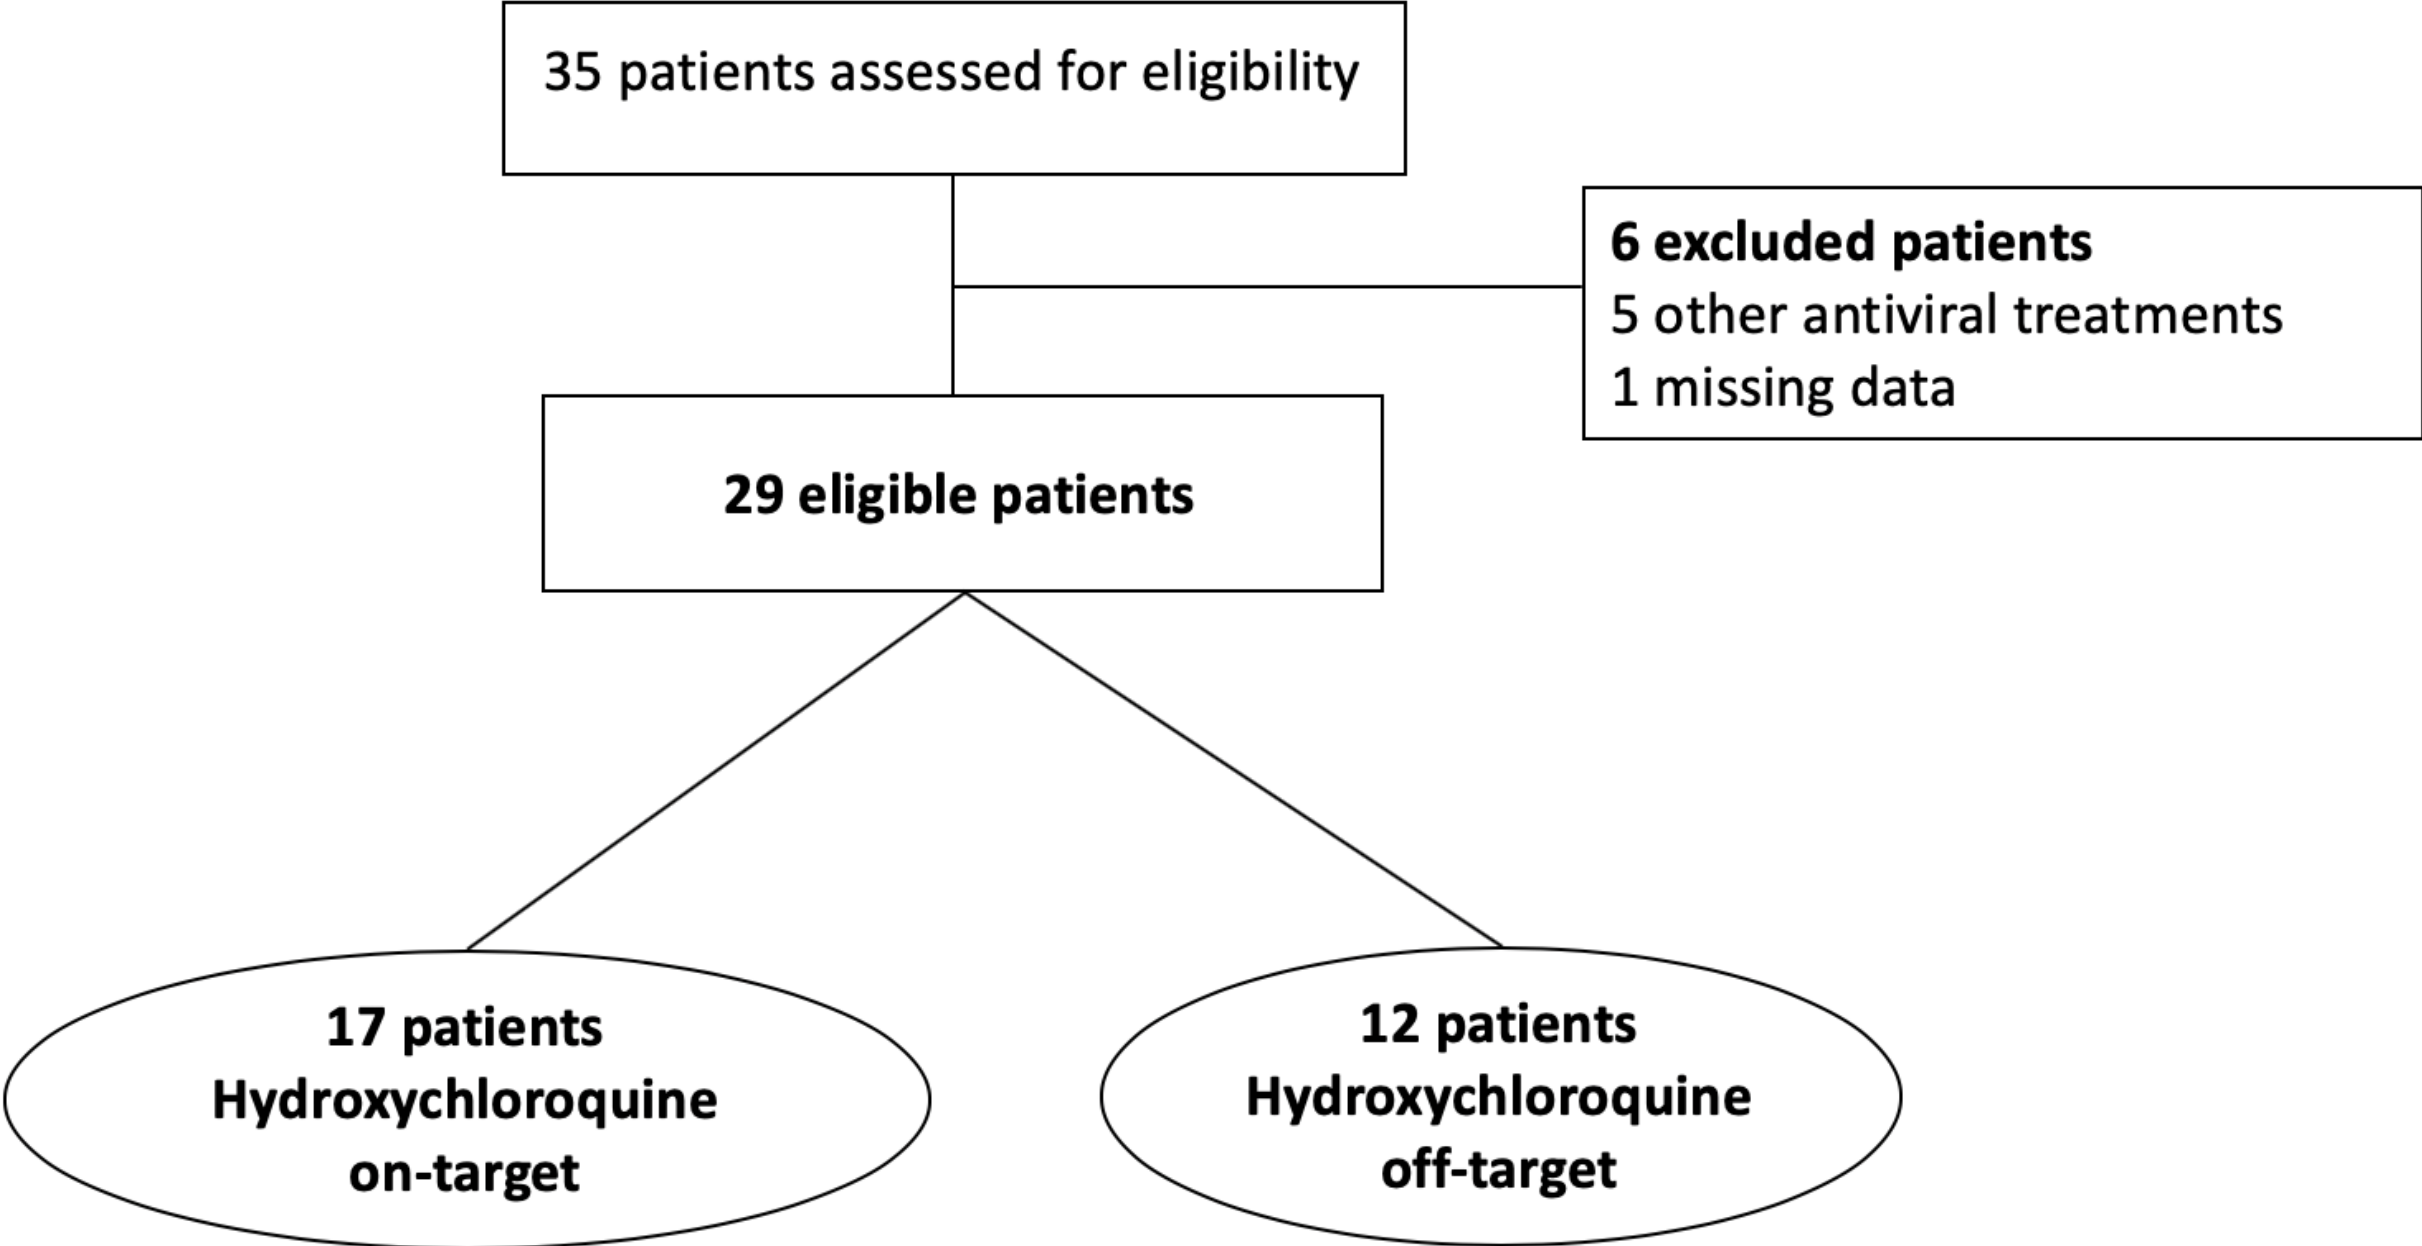 35 patients assessed for eligibility
6 excluded patients
5 other antiviral treatments
1 missing data
29 eligible patients
17 patients
Hydroxychloroquine
on-target
12 patients
Hydroxychloroquine
off-target